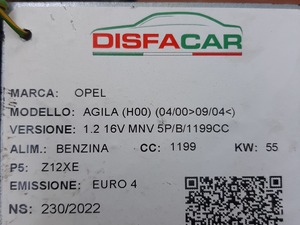 DISFACAR
MARCA: OPEL
MODELLO: AGILA (H00) (04/00>09/04<)
VERSIONE: 1.2 16V MNV 5P/B/1199CC
ALIM.: BENZINA CC: 1199 KW: 55
P5: Z12XE
EMISSIONE: EURO 4
NS: 230/2022